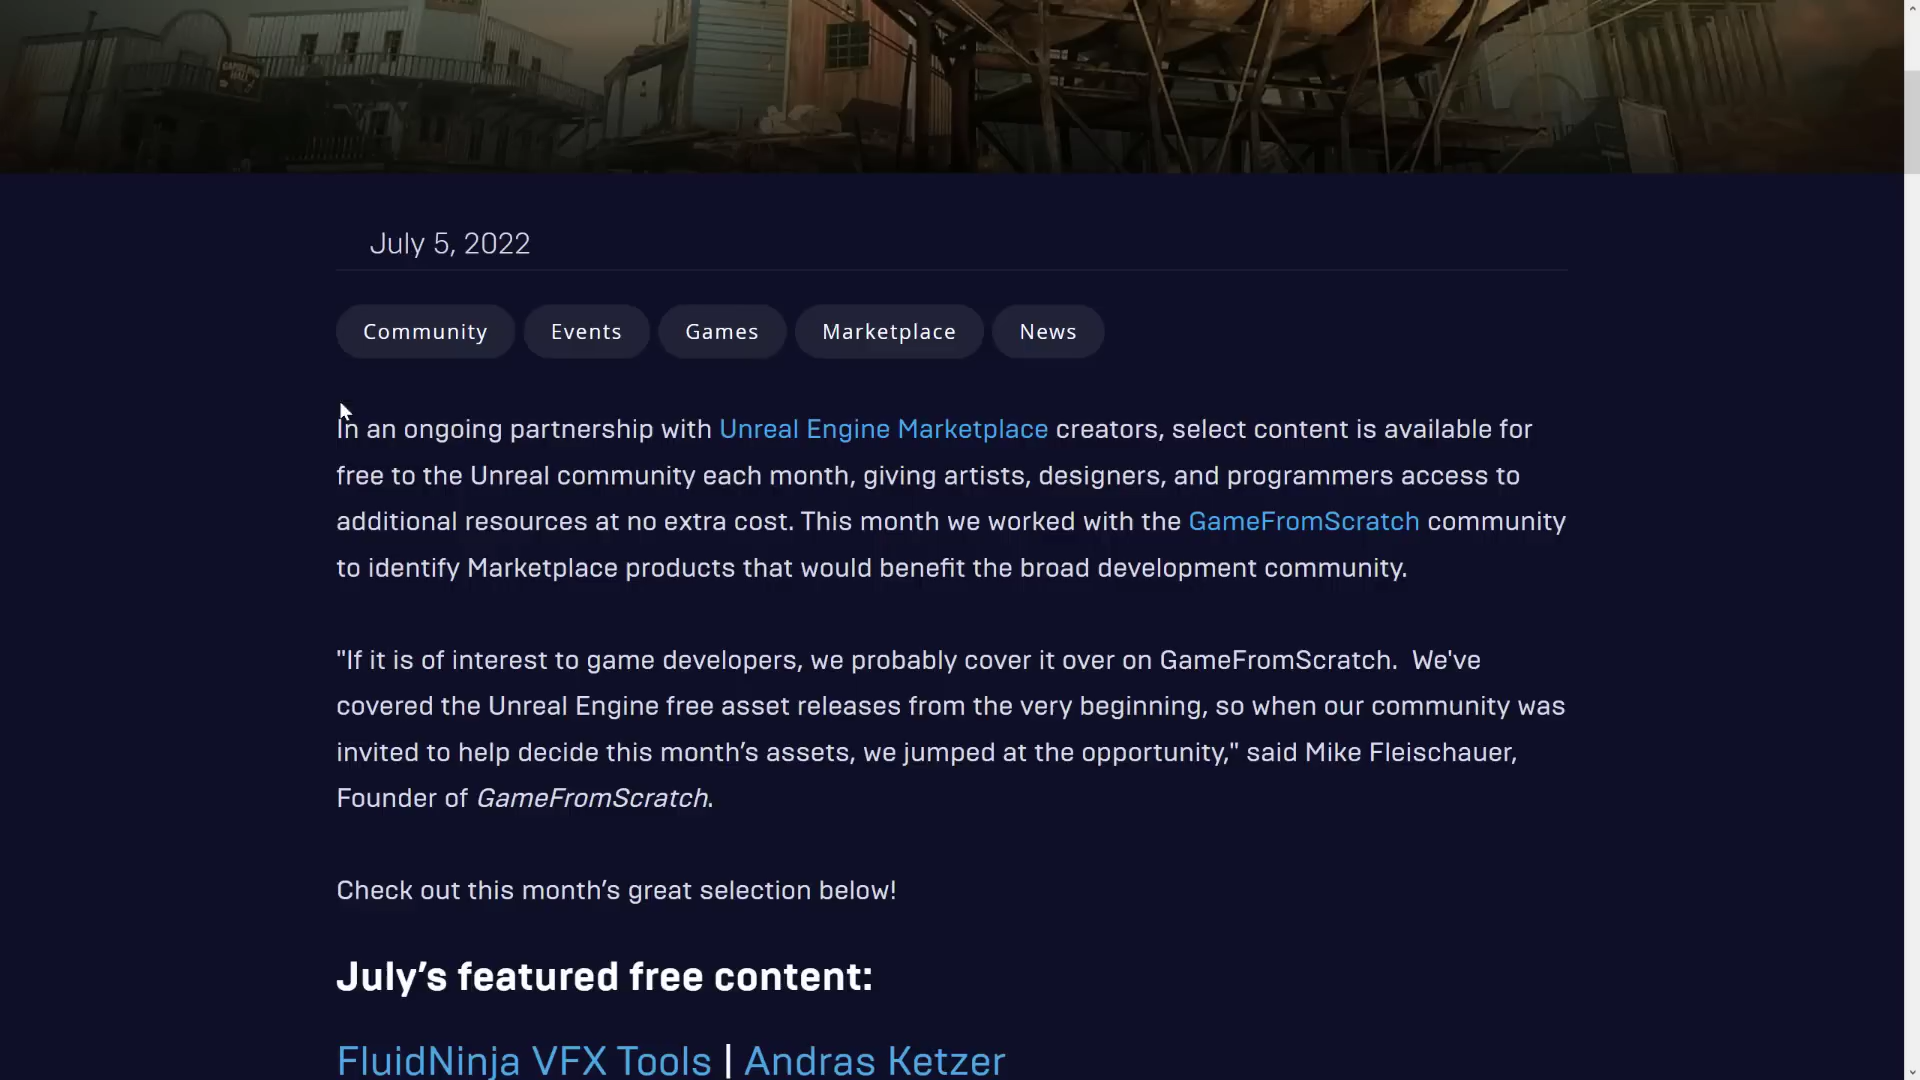 GAMBLING
HALL
July 5, 2022
Community Events Games Marketplace News
In an ongoing partnership with Unreal Engine Marketplace creators, select content is available for
free to the Unreal community each month, giving artists, designers, and programmers access to
additional resources at no extra cost. This month we worked with the GameFromScratch community
to identify Marketplace products that would benefit the broad development community.
"If it is of interest to game developers, we probably cover it over on GameFromScratch.  We've
covered the Unreal Engine free asset releases from the very beginning, so when our community was
invited to help decide this month’s assets, we jumped at the opportunity," said Mike Fleischauer,
Founder of GameFromScratch.
Check out this month’s great selection below!
July’s featured free content:
FluidNinja VFX Tools | Andras Ketzer